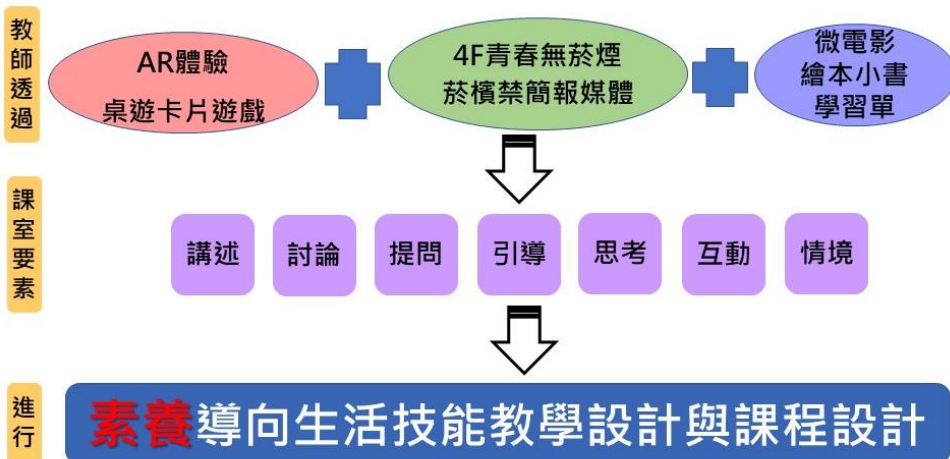 教師透過
AR體驗
桌遊卡片遊戲
4F青春無菸煙
菸檳禁簡報媒體
微電影
繪本小書
學習單
課室要素
講述
討論
提問
引導
思考
互動
情境
進行
素養導向生活技能教學設計與課程設計